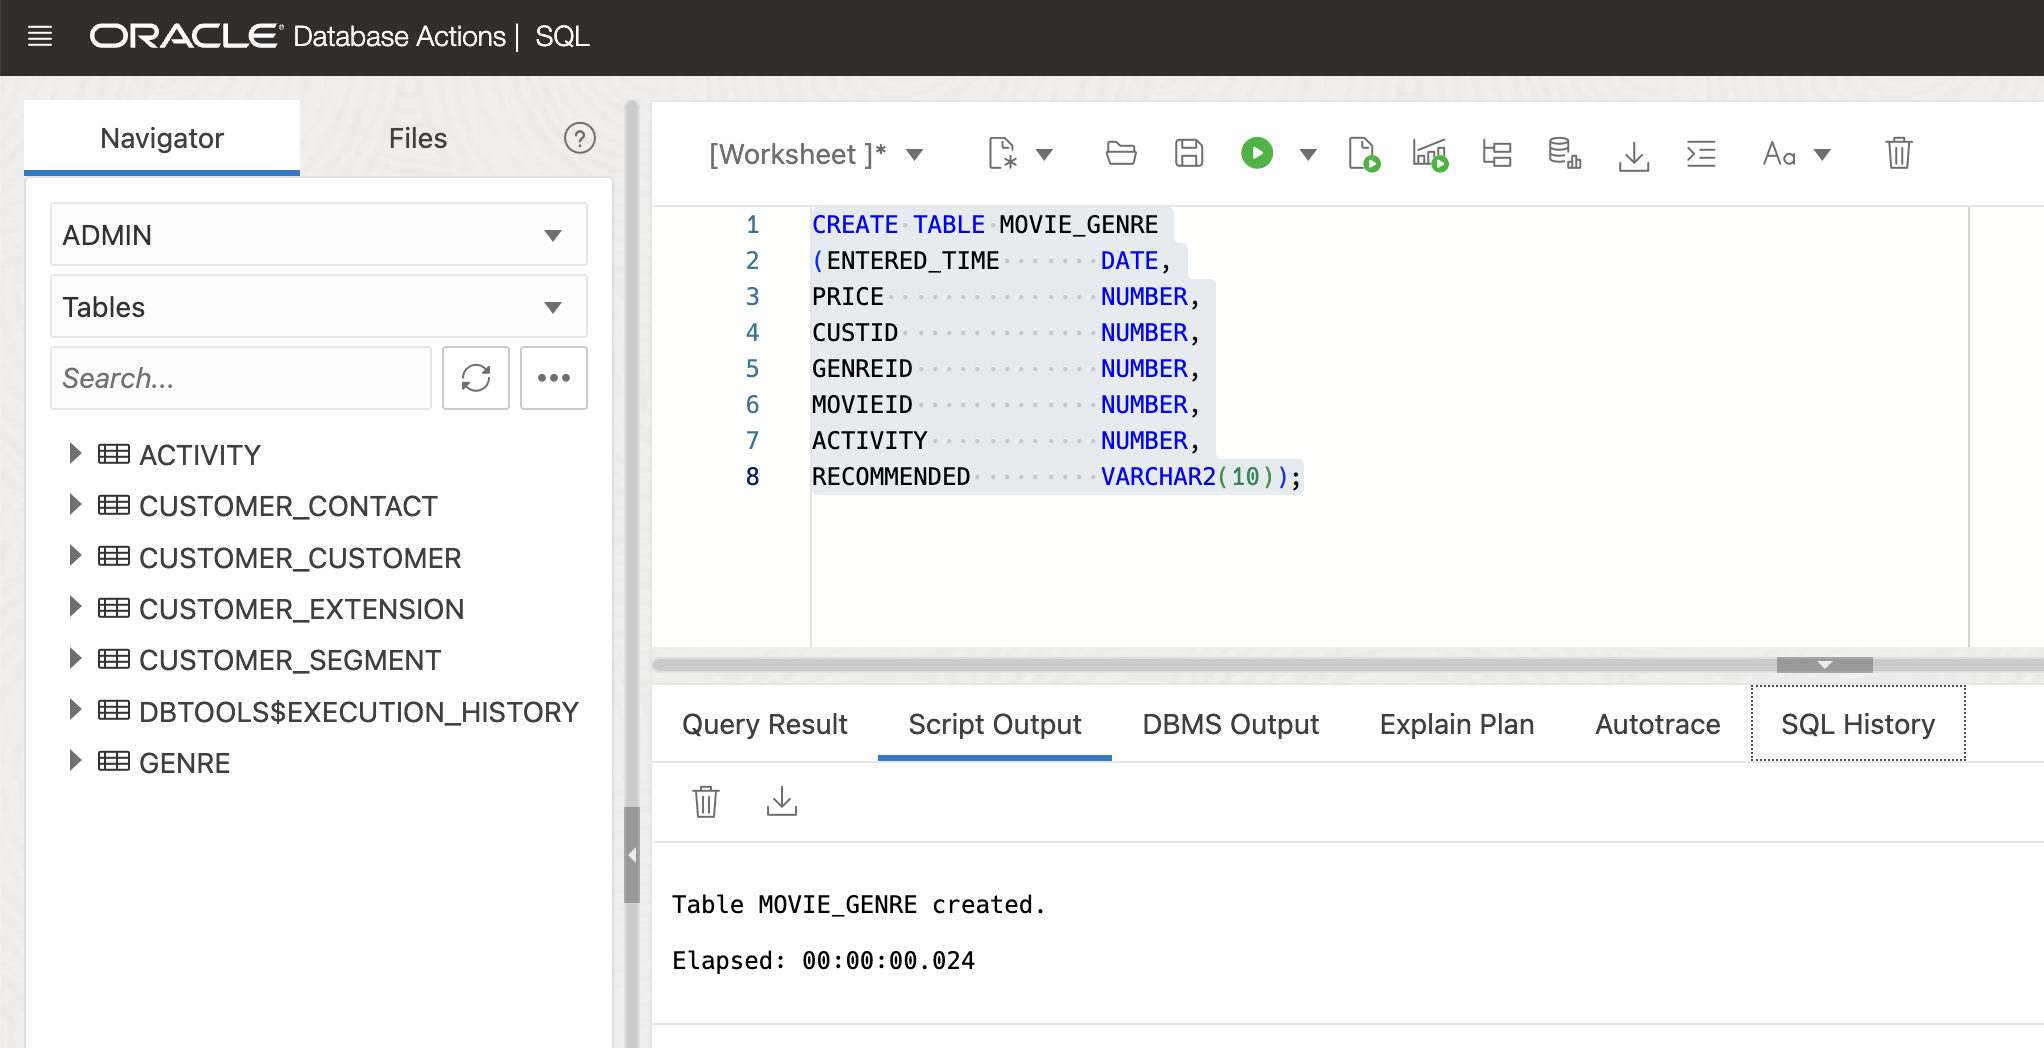 ORACLE® Database Actions | SQL
Navigator
Files
?
ADMIN
Tables
Search...
ACTIVITY
CUSTOMER_CONTACT
CUSTOMER_CUSTOMER
CUSTOMER_EXTENSION
CUSTOMER_SEGMENT
DBTOOLS$EXECUTION_HISTORY
GENRE
[Worksheet ]*
Aa
1 CREATE TABLE MOVIE_GENRE
2 (ENTERED_TIME DATE,
3 PRICE NUMBER,
4 CUSTID NUMBER,
5 GENREID NUMBER,
6 MOVIEID NUMBER,
7 ACTIVITY NUMBER,
8 RECOMMENDED VARCHAR2(10));
Query Result Script Output DBMS Output Explain Plan Autotrace SQL History
Table MOVIE_GENRE created.
Elapsed: 00:00:00.024